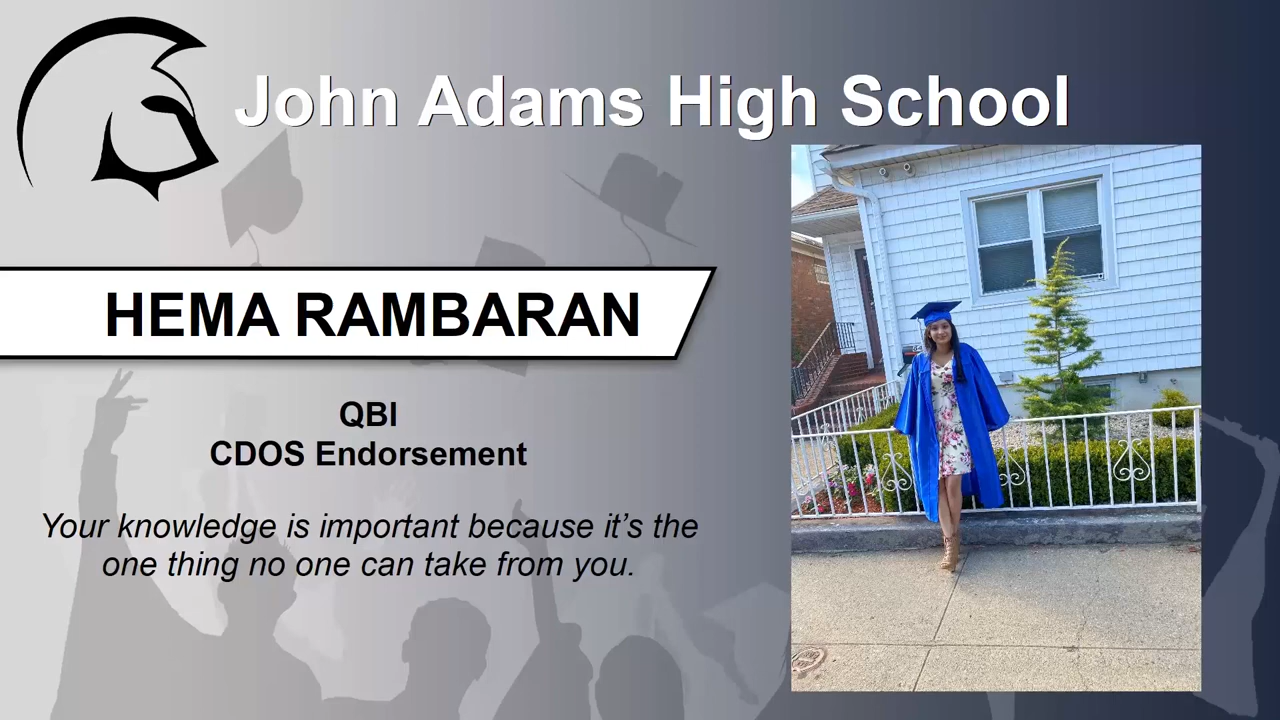 John Adams High School
HEMA RAMBARAN
QBI
CDOS Endorsement
Your knowledge is important because it’s the
one thing no one can take from you.